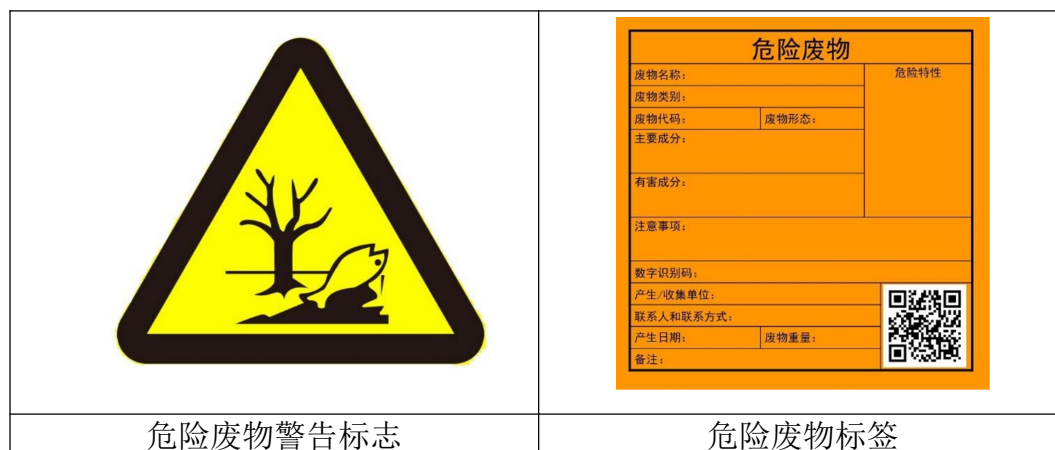 危险废物
废物名称：
危险特性
废物类别：
废物代码：
废物形态：
主要成分：
有害成分：
注意事项：
数字识别码：
产生/收集单位：
联系人和联系方式：
产生日期：
废物重量：
备注：
危险废物警告标志
危险废物标签